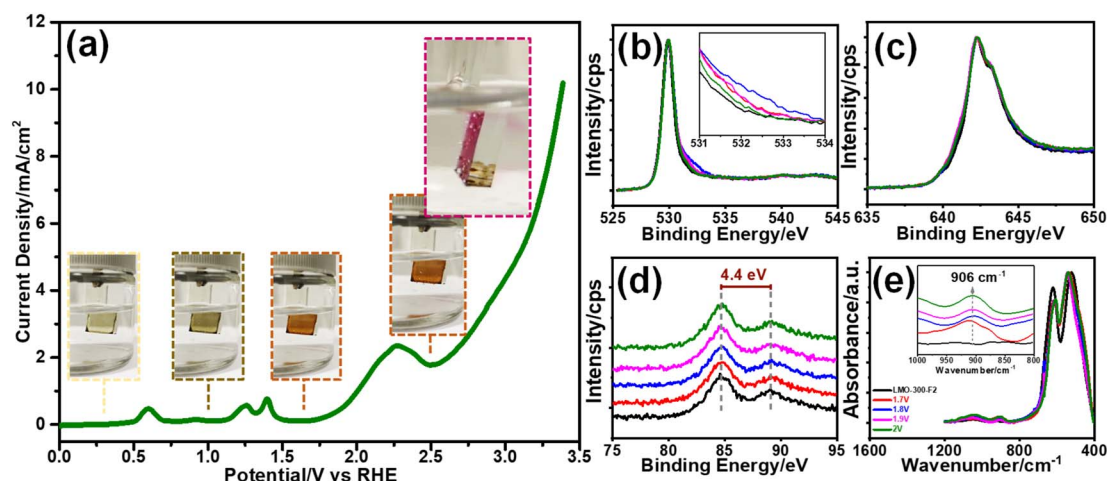 (a)
12
10
8
6
4
2
0
Current Density/mA/cm²
0.0 0.5 1.0 1.5 2.0 2.5 3.0 3.5
Potential/V vs RHE
(b)
Intensity/cps
531 532 533 534
525 530 535 540 545
Binding Energy/eV
(c)
Intensity/cps
635 640 645 650
Binding Energy/eV
(d)
4.4 eV
Intensity/cps
75 80 85 90 95
Binding Energy/eV
(e)
906 cm⁻¹
1000 950 900 850 800
Wavenumber/cm⁻¹
LMO-300-F2
1.7V
1.8V
1.9V
2V
Absorbance/a.u.
1600 1200 800 400
Wavenumber/cm⁻¹